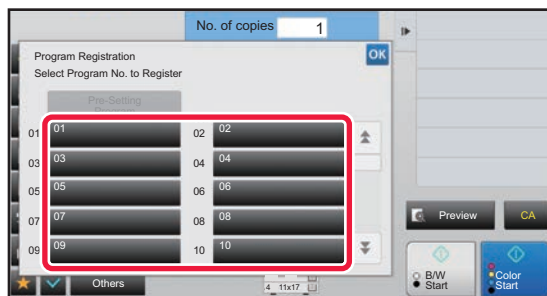 No. of copies 1
Program Registration OK
Select Program No. to Register
Pre-Setting
Program
01 01 02 02
03 03 04 04
05 05 06 06
07 07 08 08
09 09 10 10
Preview CA
Others
4 11x17
B/W
Start
Color
Start